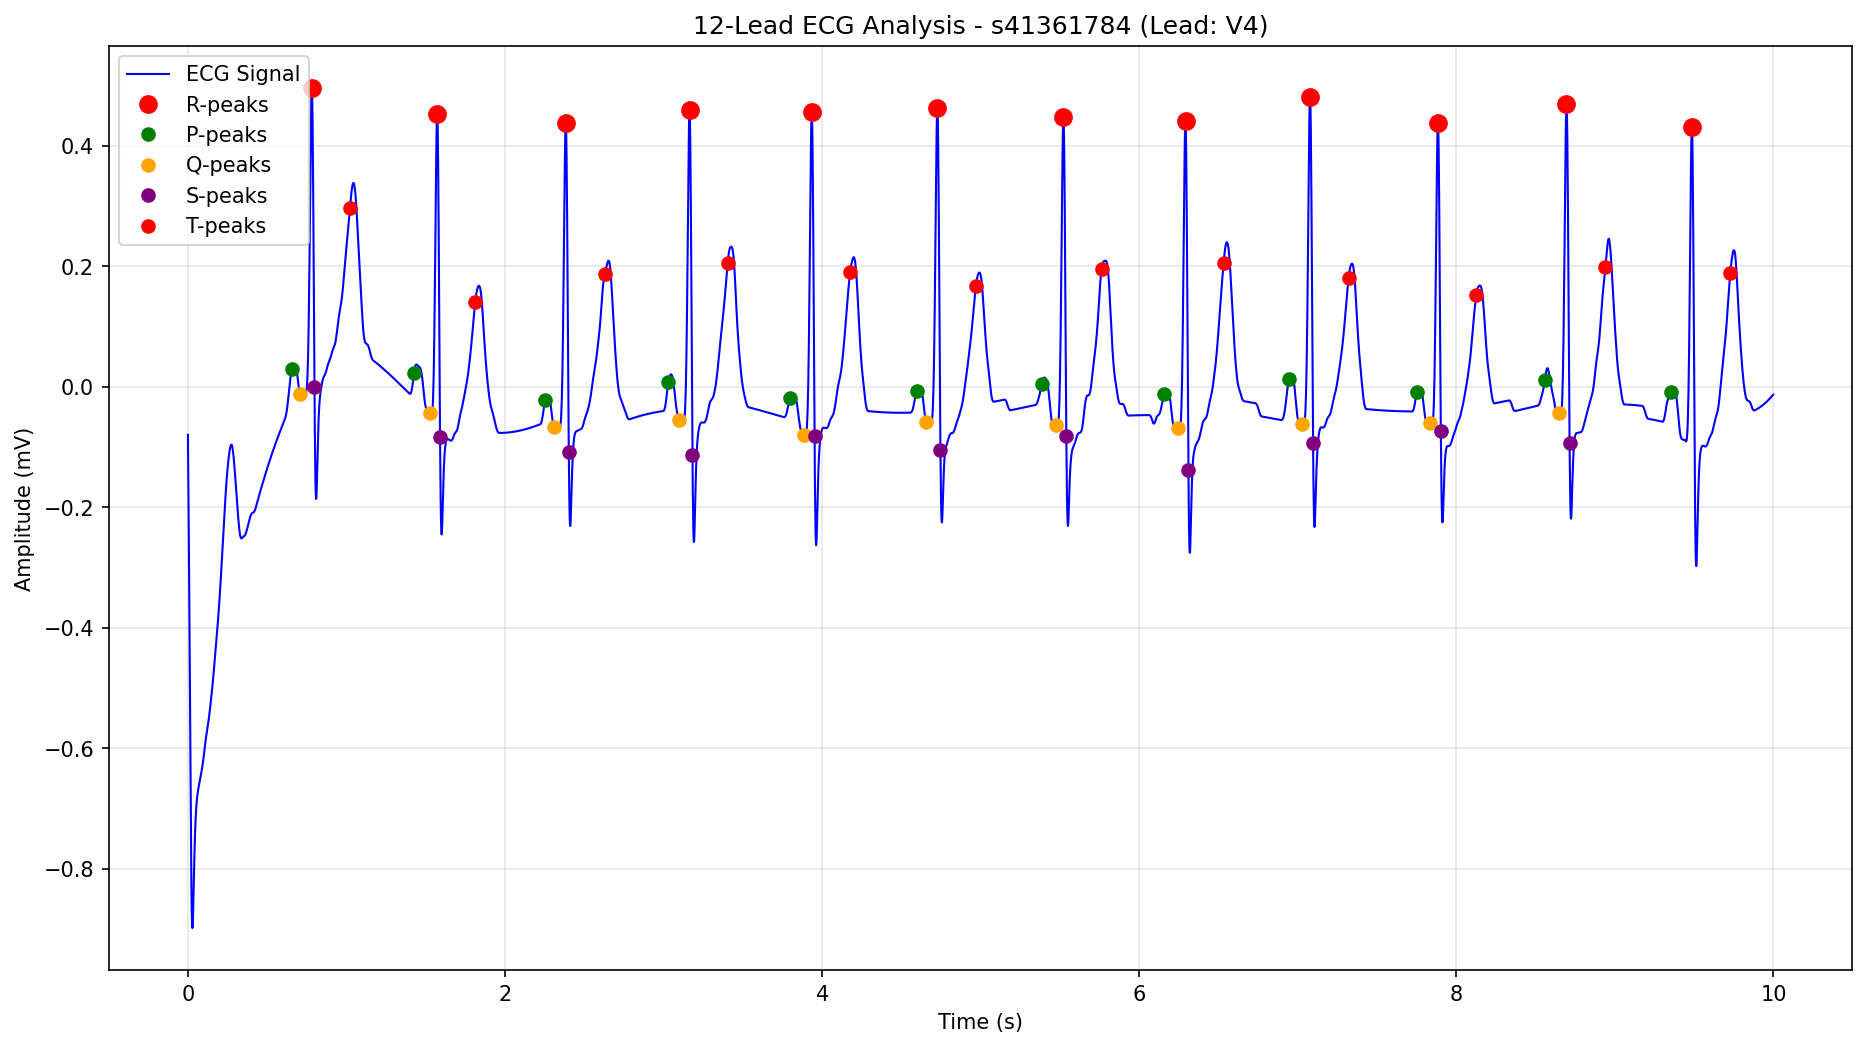 12-Lead ECG Analysis - s41361784 (Lead: V4)
ECG Signal
R-peaks
P-peaks
Q-peaks
S-peaks
T-peaks
0.4
0.2
0.0
−0.2
−0.4
−0.6
−0.8
Amplitude (mV)
0 2 4 6 8 10
Time (s)